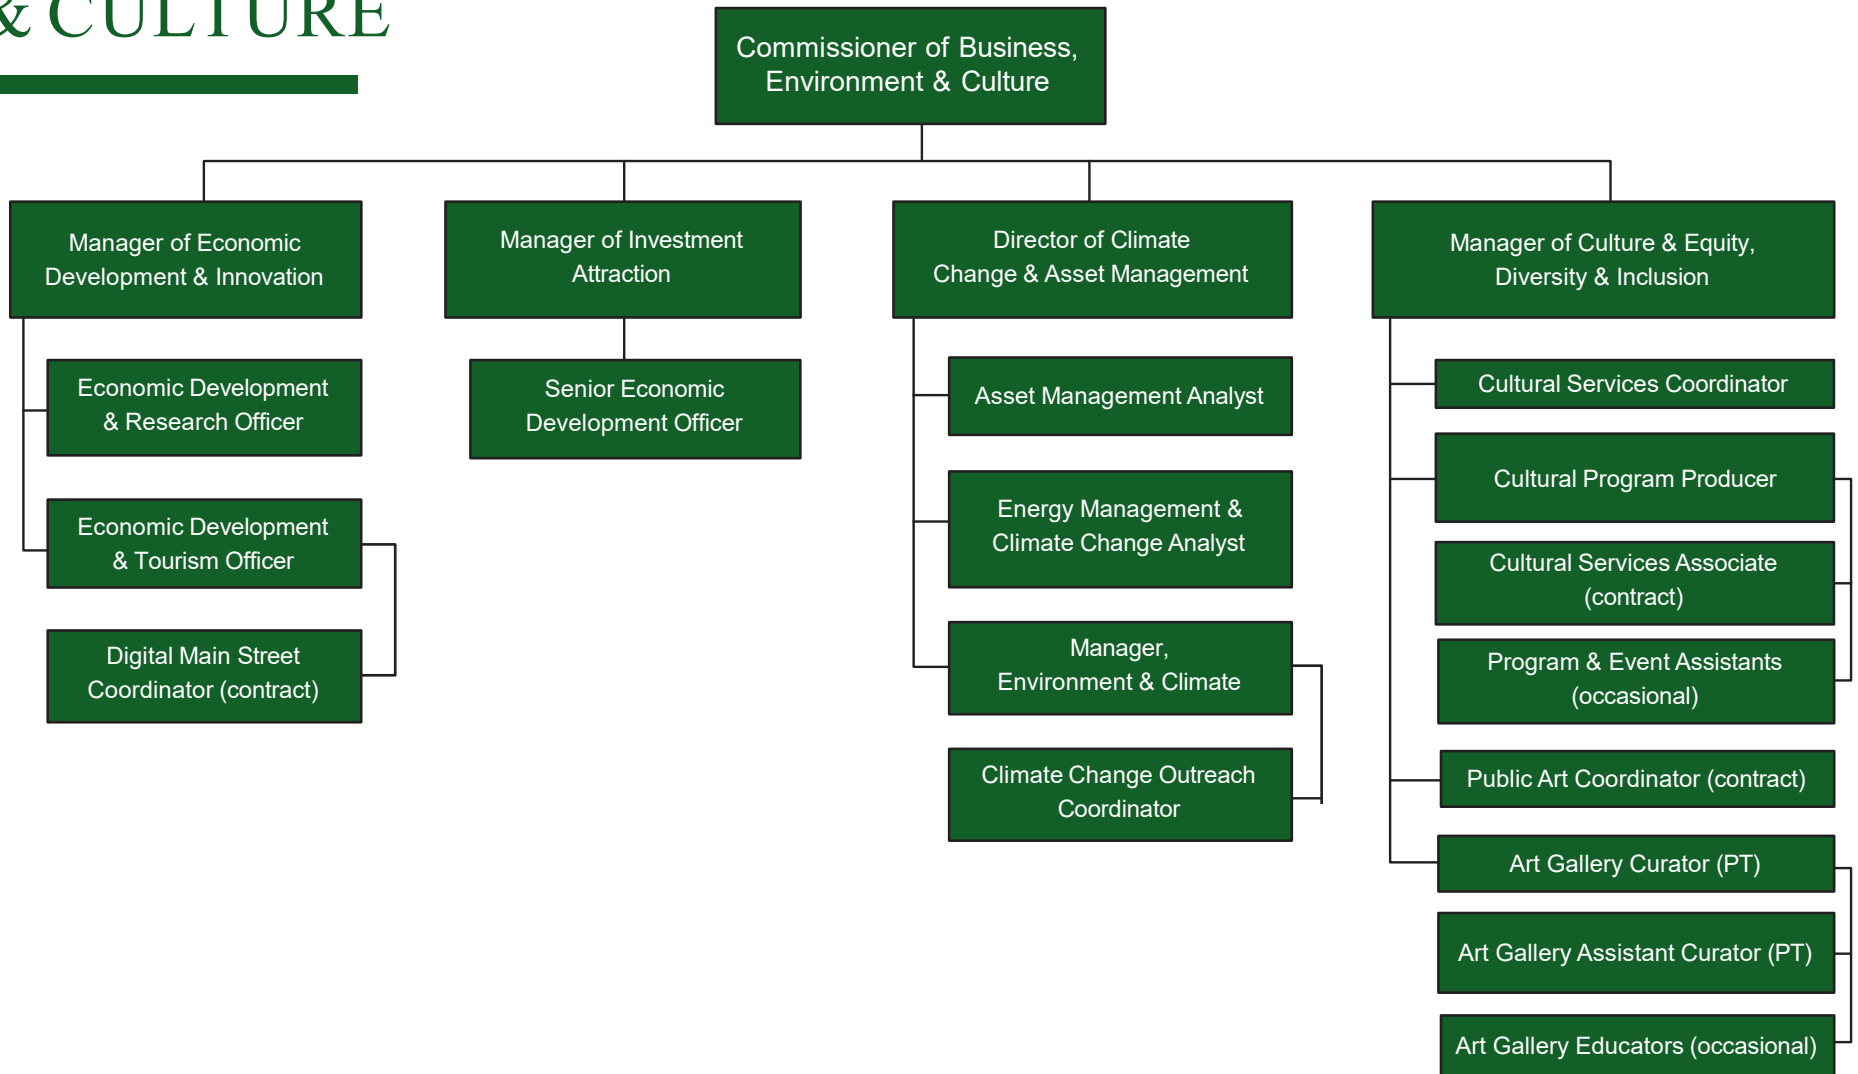 & CULTURE
Commissioner of Business,
Environment & Culture
Manager of Economic
Development & Innovation
Economic Development
& Research Officer
Economic Development
& Tourism Officer
Digital Main Street
Coordinator (contract)
Manager of Investment
Attraction
Senior Economic
Development Officer
Director of Climate
Change & Asset Management
Asset Management Analyst
Energy Management &
Climate Change Analyst
Manager,
Environment & Climate
Climate Change Outreach
Coordinator
Manager of Culture & Equity,
Diversity & Inclusion
Cultural Services Coordinator
Cultural Program Producer
Cultural Services Associate
(contract)
Program & Event Assistants
(occasional)
Public Art Coordinator (contract)
Art Gallery Curator (PT)
Art Gallery Assistant Curator (PT)
Art Gallery Educators (occasional)